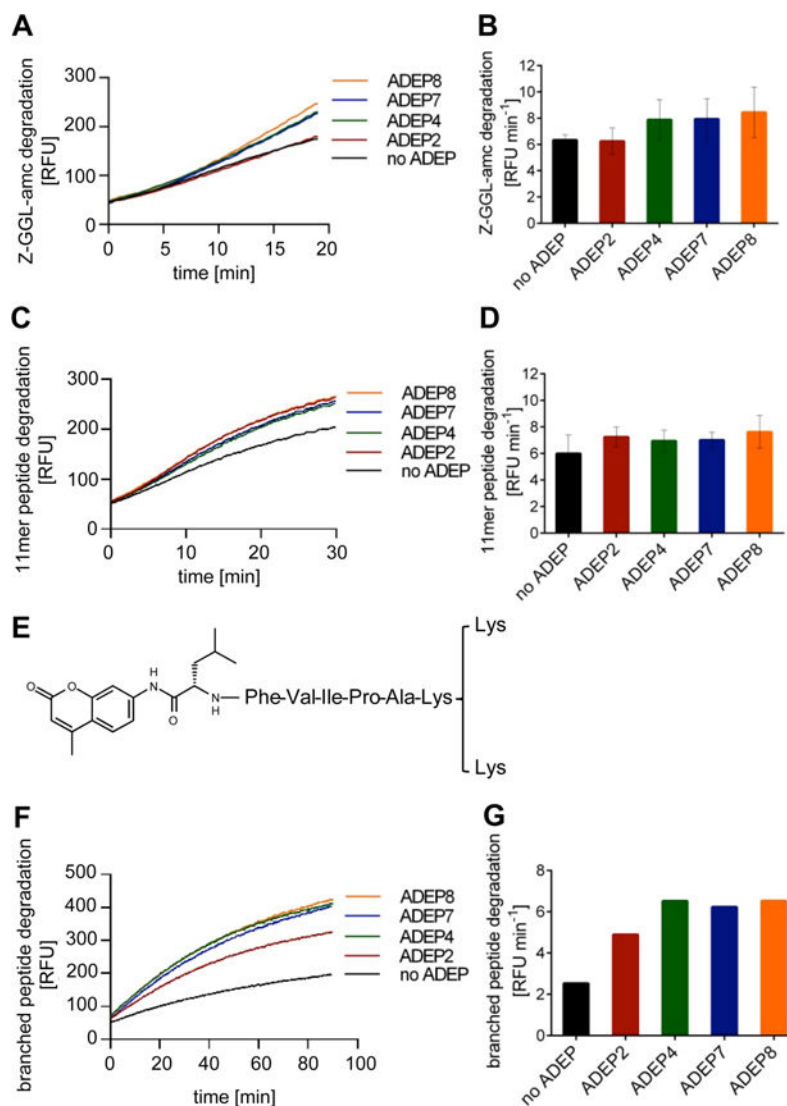 A
Z-GGL-amc degradation
[RFU]
300
200
100
0
0 5 10 15 20
time [min]
ADEP8
ADEP7
ADEP4
ADEP2
no ADEP
B
Z-GGL-amc degradation
[RFU min⁻¹]
12
10
8
6
4
2
0
no ADEP
ADEP2
ADEP4
ADEP7
ADEP8
C
11mer peptide degradation
[RFU]
300
200
100
0
0 10 20 30
time [min]
ADEP8
ADEP7
ADEP4
ADEP2
no ADEP
D
11mer peptide degradation
[RFU min⁻¹]
12
10
8
6
4
2
0
no ADEP
ADEP2
ADEP4
ADEP7
ADEP8
E
Lys
O O H N O N H Phe-Val-Ile-Pro-Ala-Lys
Lys
F
branched peptide degradation
[RFU]
500
400
300
200
100
0
0 20 40 60 80 100
time [min]
ADEP8
ADEP7
ADEP4
ADEP2
no ADEP
G
branched peptide degradation
[RFU min⁻¹]
8
6
4
2
0
no ADEP
ADEP2
ADEP4
ADEP7
ADEP8